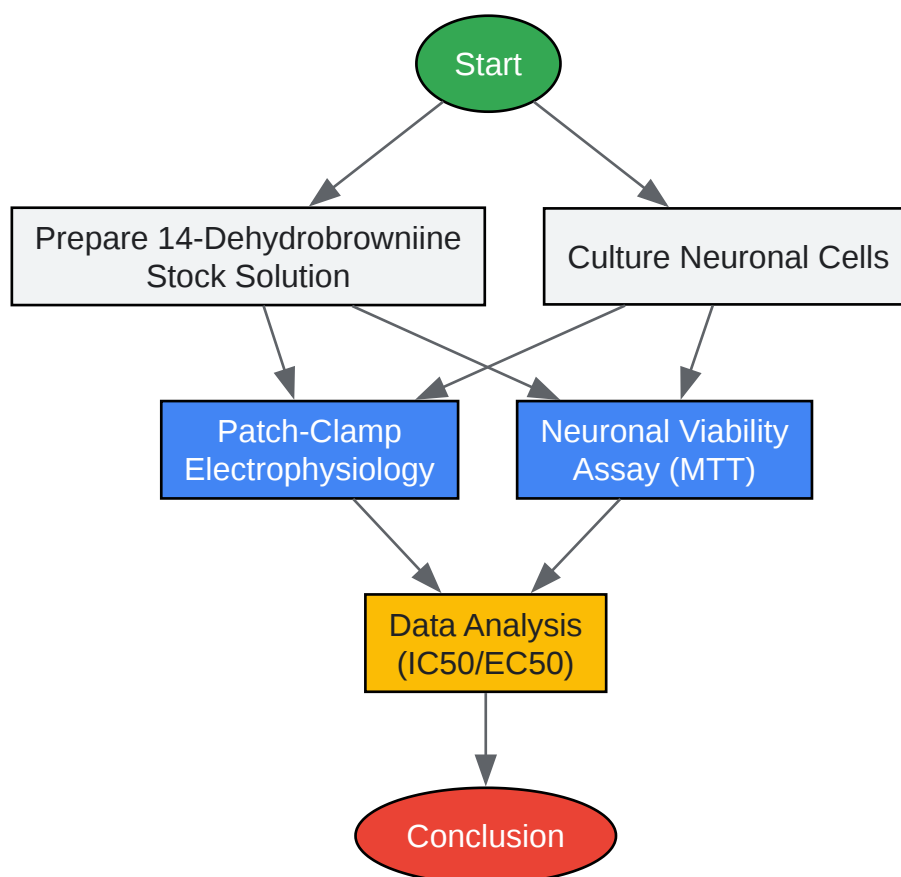 Start
Prepare 14-Dehydrobrowniine
Stock Solution
Culture Neuronal Cells
Patch-Clamp
Electrophysiology
Neuronal Viability
Assay (MTT)
Data Analysis
(IC50/EC50)
Conclusion